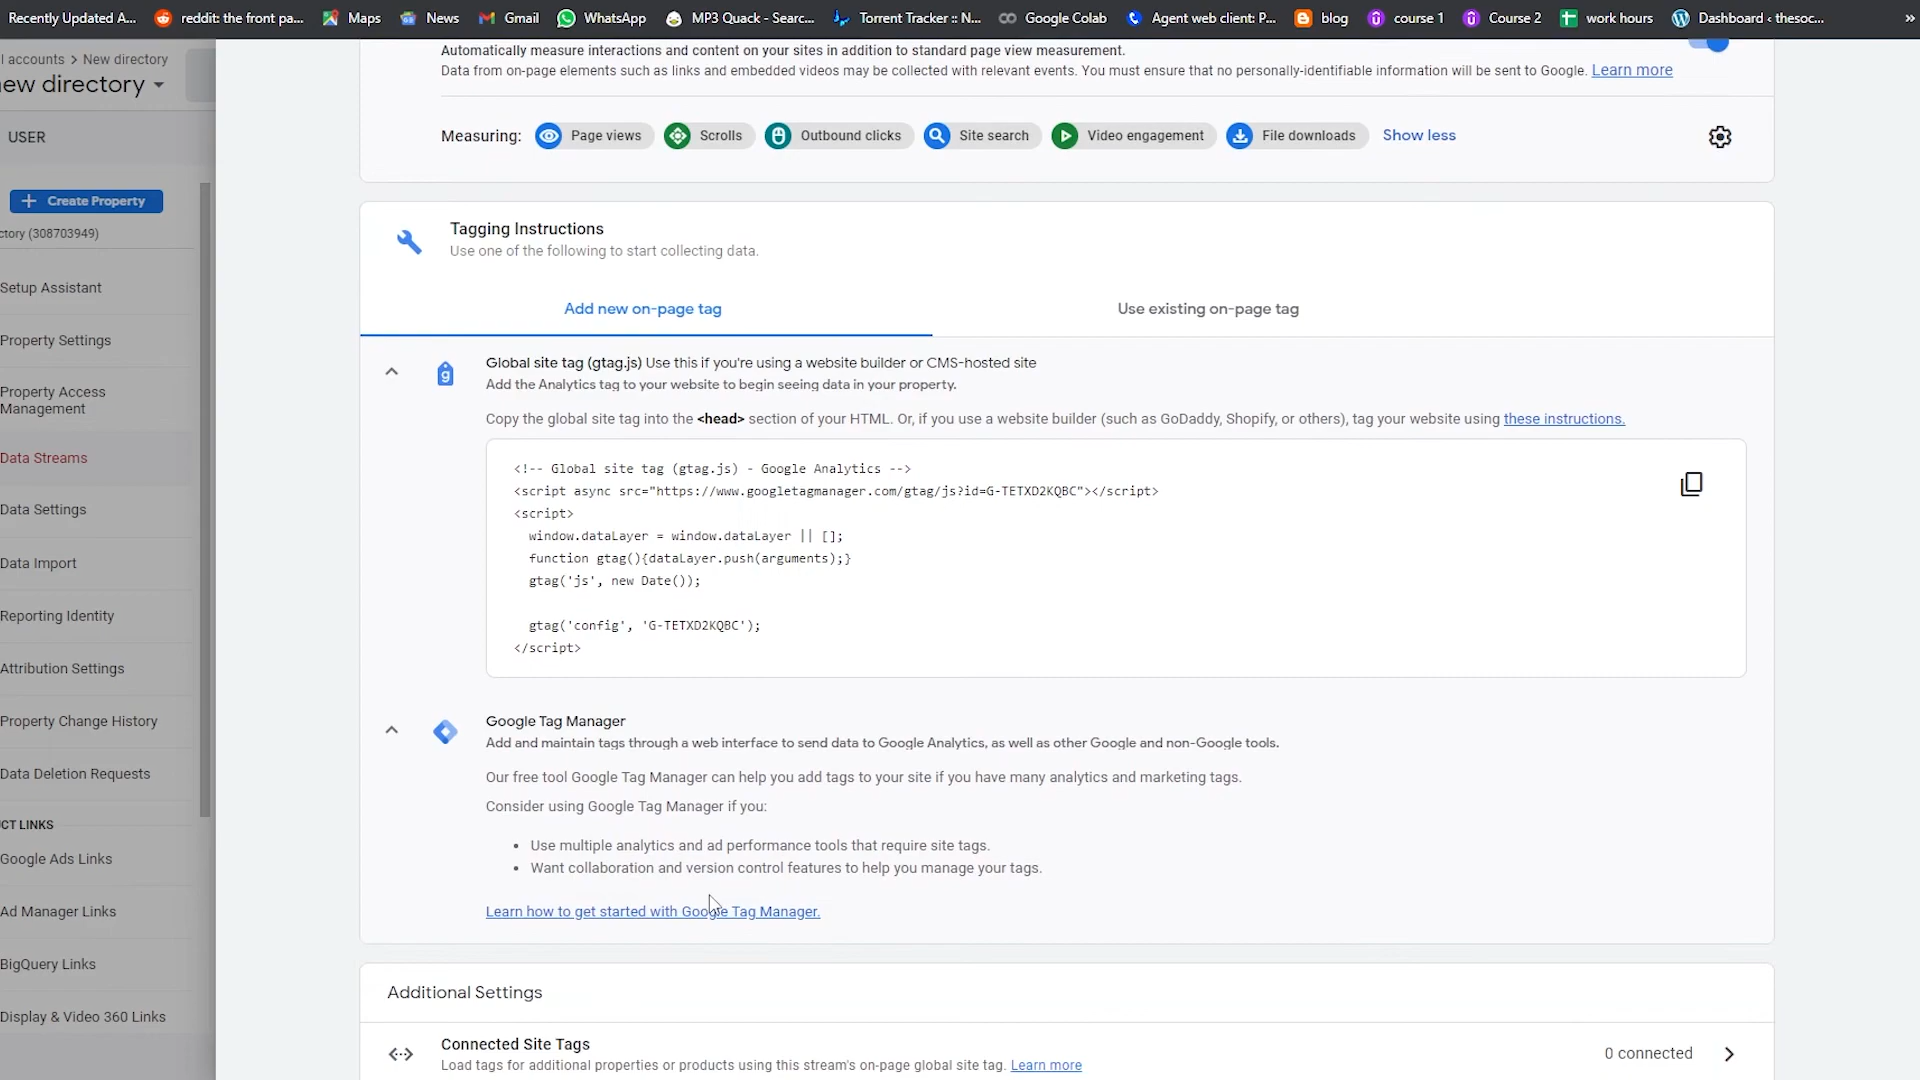 Recently Updated A... reddit: the front pa... Maps News Gmail WhatsApp MP3 Quack - Searc... Torrent Tracker :: N... Google Colab Agent web client: P... blog course 1 Course 2 work hours Dashboard ‹ thesoc... »
l accounts > New directory
ew directory
USER
+ Create Property
ctory (308703949)
Setup Assistant
Property Settings
Property Access
Management
Data Streams
Data Settings
Data Import
Reporting Identity
Attribution Settings
Property Change History
Data Deletion Requests
CT LINKS
Google Ads Links
Ad Manager Links
BigQuery Links
Display & Video 360 Links
Automatically measure interactions and content on your sites in addition to standard page view measurement.
Data from on-page elements such as links and embedded videos may be collected with relevant events. You must ensure that no personally-identifiable information will be sent to Google. Learn more
Measuring: Page views Scrolls Outbound clicks Site search Video engagement File downloads Show less
Tagging Instructions
Use one of the following to start collecting data.
Add new on-page tag Use existing on-page tag
Global site tag (gtag.js) Use this if you're using a website builder or CMS-hosted site
Add the Analytics tag to your website to begin seeing data in your property.
Copy the global site tag into the <head> section of your HTML. Or, if you use a website builder (such as GoDaddy, Shopify, or others), tag your website using these instructions.
<!-- Global site tag (gtag.js) - Google Analytics -->
<script async src="https://www.googletagmanager.com/gtag/js?id=G-TETXD2KQBC"></script>
<script>
window.dataLayer = window.dataLayer || [];
function gtag(){dataLayer.push(arguments);}
gtag('js', new Date());
gtag('config', 'G-TETXD2KQBC');
</script>
Google Tag Manager
Add and maintain tags through a web interface to send data to Google Analytics, as well as other Google and non-Google tools.
Our free tool Google Tag Manager can help you add tags to your site if you have many analytics and marketing tags.
Consider using Google Tag Manager if you:
• Use multiple analytics and ad performance tools that require site tags.
• Want collaboration and version control features to help you manage your tags.
Learn how to get started with Google Tag Manager.
Additional Settings
Connected Site Tags
Load tags for additional properties or products using this stream's on-page global site tag. Learn more
0 connected